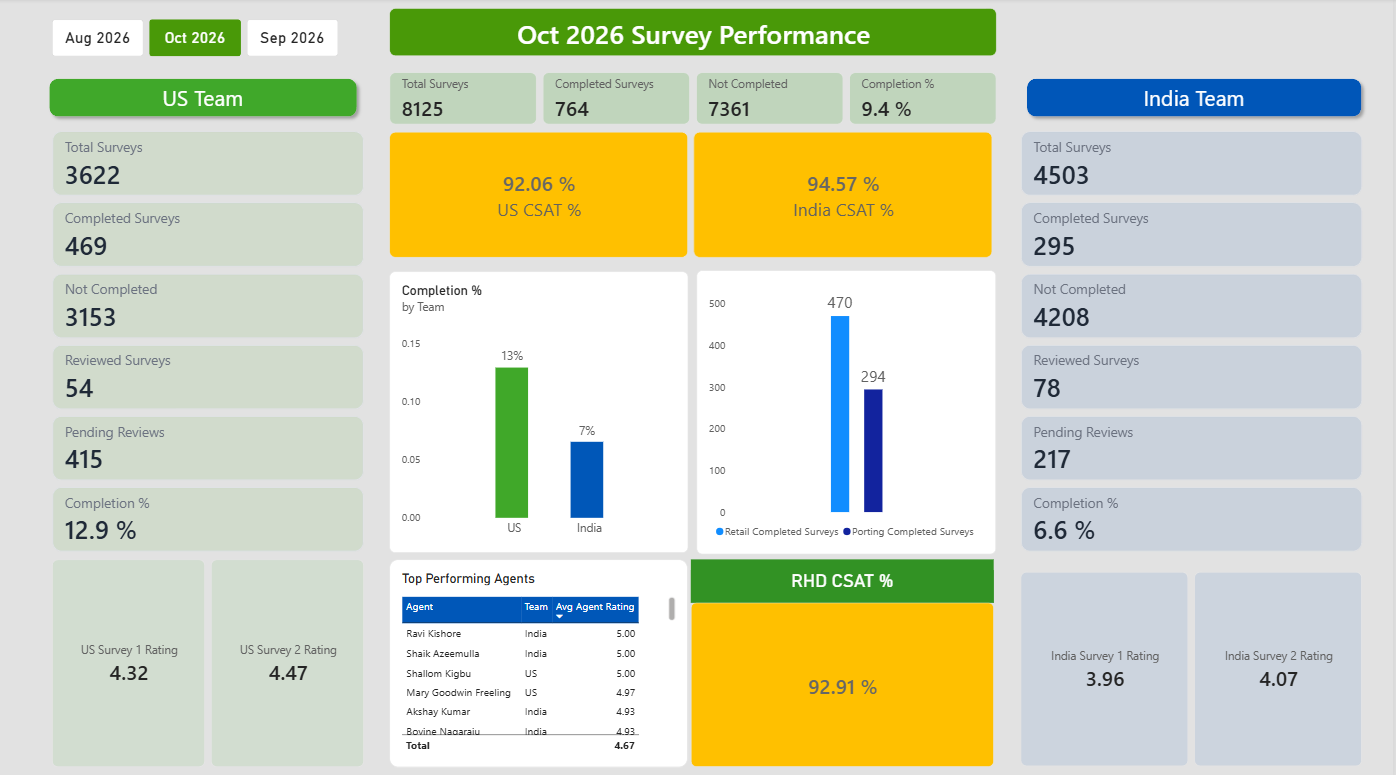 Aug 2026
Oct 2026
Sep 2026
Oct 2026 Survey Performance
US Team
Total Surveys
3622
Completed Surveys
469
Not Completed
3153
Reviewed Surveys
54
Pending Reviews
415
Completion %
12.9 %
US Survey 1 Rating
4.32
US Survey 2 Rating
4.47
Total Surveys
8125
Completed Surveys
764
Not Completed
7361
Completion %
9.4 %
92.06 %
US CSAT %
94.57 %
India CSAT %
Completion %
by Team
0.15
0.10
0.05
0.00
13%
7%
US
India
500
400
300
200
100
0
470
294
Retail Completed Surveys
Porting Completed Surveys
Top Performing Agents
Agent Team Avg Agent Rating
Ravi Kishore India 5.00
Shaik Azeemulla India 5.00
Shallom Kigbu US 5.00
Mary Goodwin Freeling US 4.97
Akshay Kumar India 4.93
Bovine Nagaraju India 4.93
Total 4.67
RHD CSAT %
92.91 %
India Team
Total Surveys
4503
Completed Surveys
295
Not Completed
4208
Reviewed Surveys
78
Pending Reviews
217
Completion %
6.6 %
India Survey 1 Rating
3.96
India Survey 2 Rating
4.07